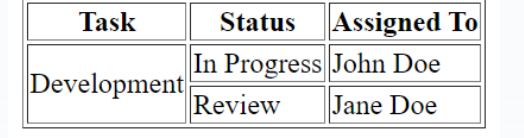 Task Status Assigned To
Development In Progress John Doe
Review Jane Doe